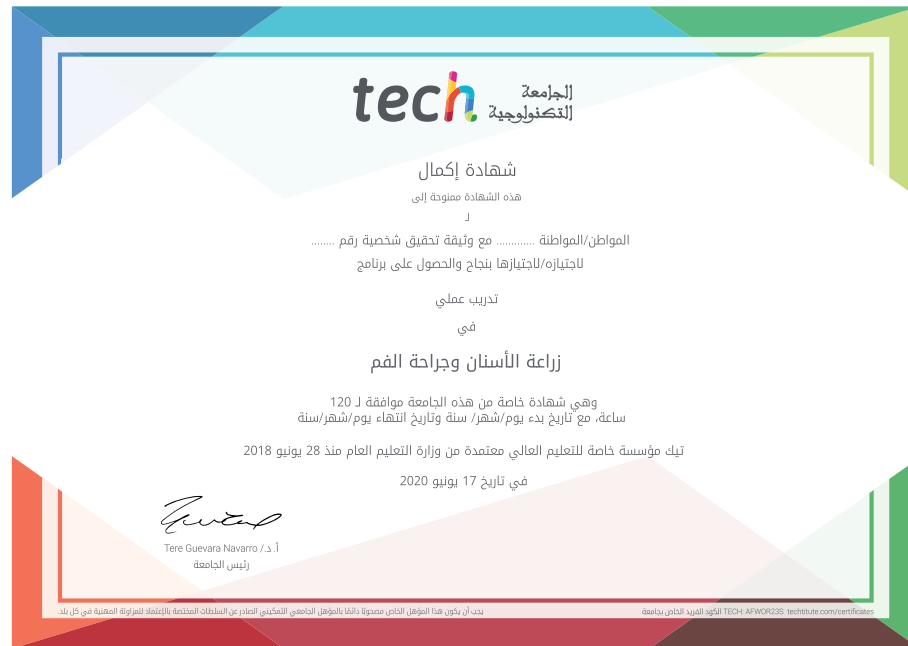 tech الجامعة
التكنولوجية
شهادة إكمال
هذه الشهادة ممنوحة إلى
لـ
المواطن/المواطنة ............. مع وثيقة تحقيق شخصية رقم ........
لاجتيازه/لاجتيازها بنجاح والحصول على برنامج
تدريب عملي
في
زراعة الأسنان وجراحة الفم
وهي شهادة خاصة من هذه الجامعة موافقة لـ 120
ساعة، مع تاريخ بدء يوم/شهر/ سنة وتاريخ انتهاء يوم/شهر/سنة
تيك مؤسسة خاصة للتعليم العالي معتمدة من وزارة التعليم العام منذ 28 يونيو 2018
في تاريخ 17 يونيو 2020
أ .د/ Tere Guevara Navarro
رئيس الجامعة
يجب أن يكون هذا المؤهل الخاص مصحوبًا دائمًا بالمؤهل الجامعي التمكيني الصادر عن السلطات المختصة بالإعتماد للمزاولة المهنية في كل بلد.
الكود الفريد الخاص بجامعة TECH: AFWOR23S techtitute.com/certificates